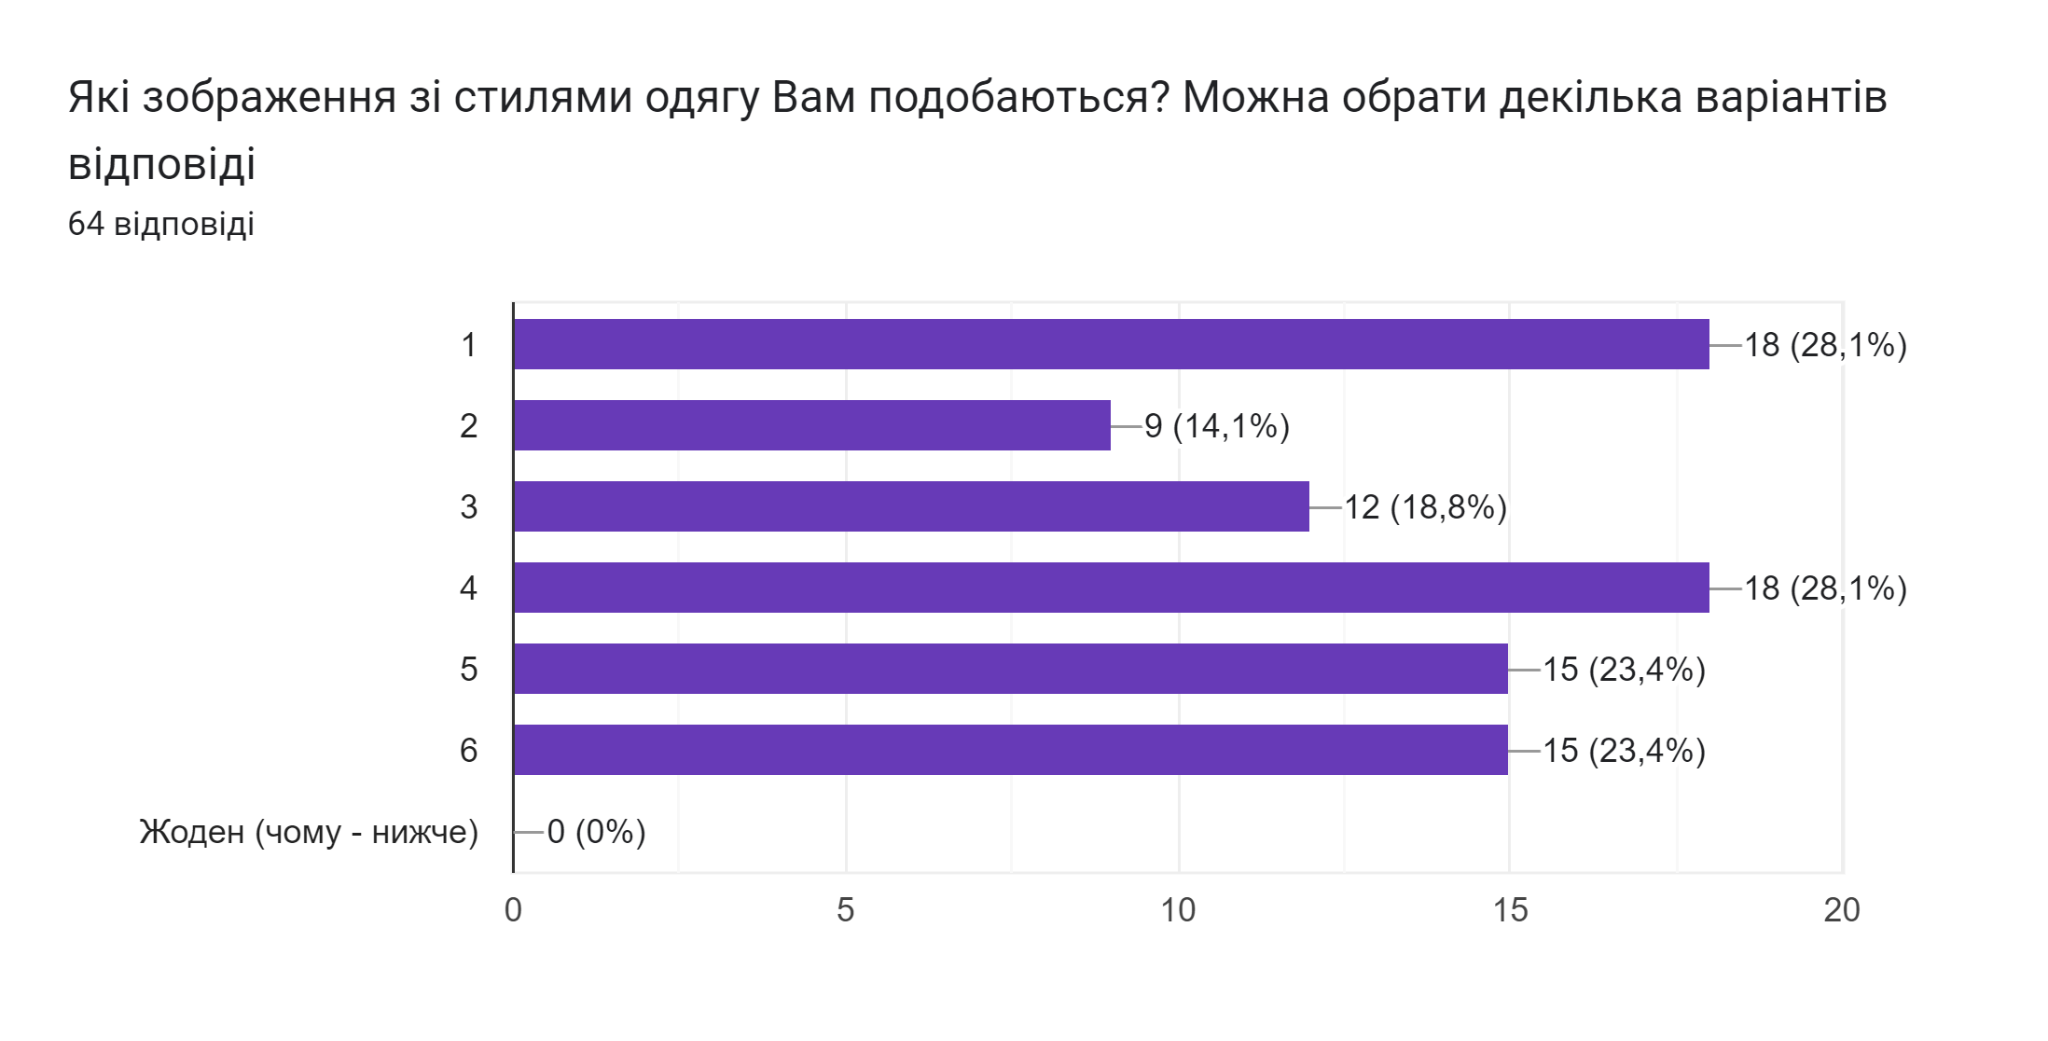 Які зображення зі стилями одягу Вам подобаються? Можна обрати декілька варіантів
відповіді
64 відповіді
1 18 (28,1%)
2 9 (14,1%)
3 12 (18,8%)
4 18 (28,1%)
5 15 (23,4%)
6 15 (23,4%)
Жоден (чому - нижче) 0 (0%)
0 5 10 15 20